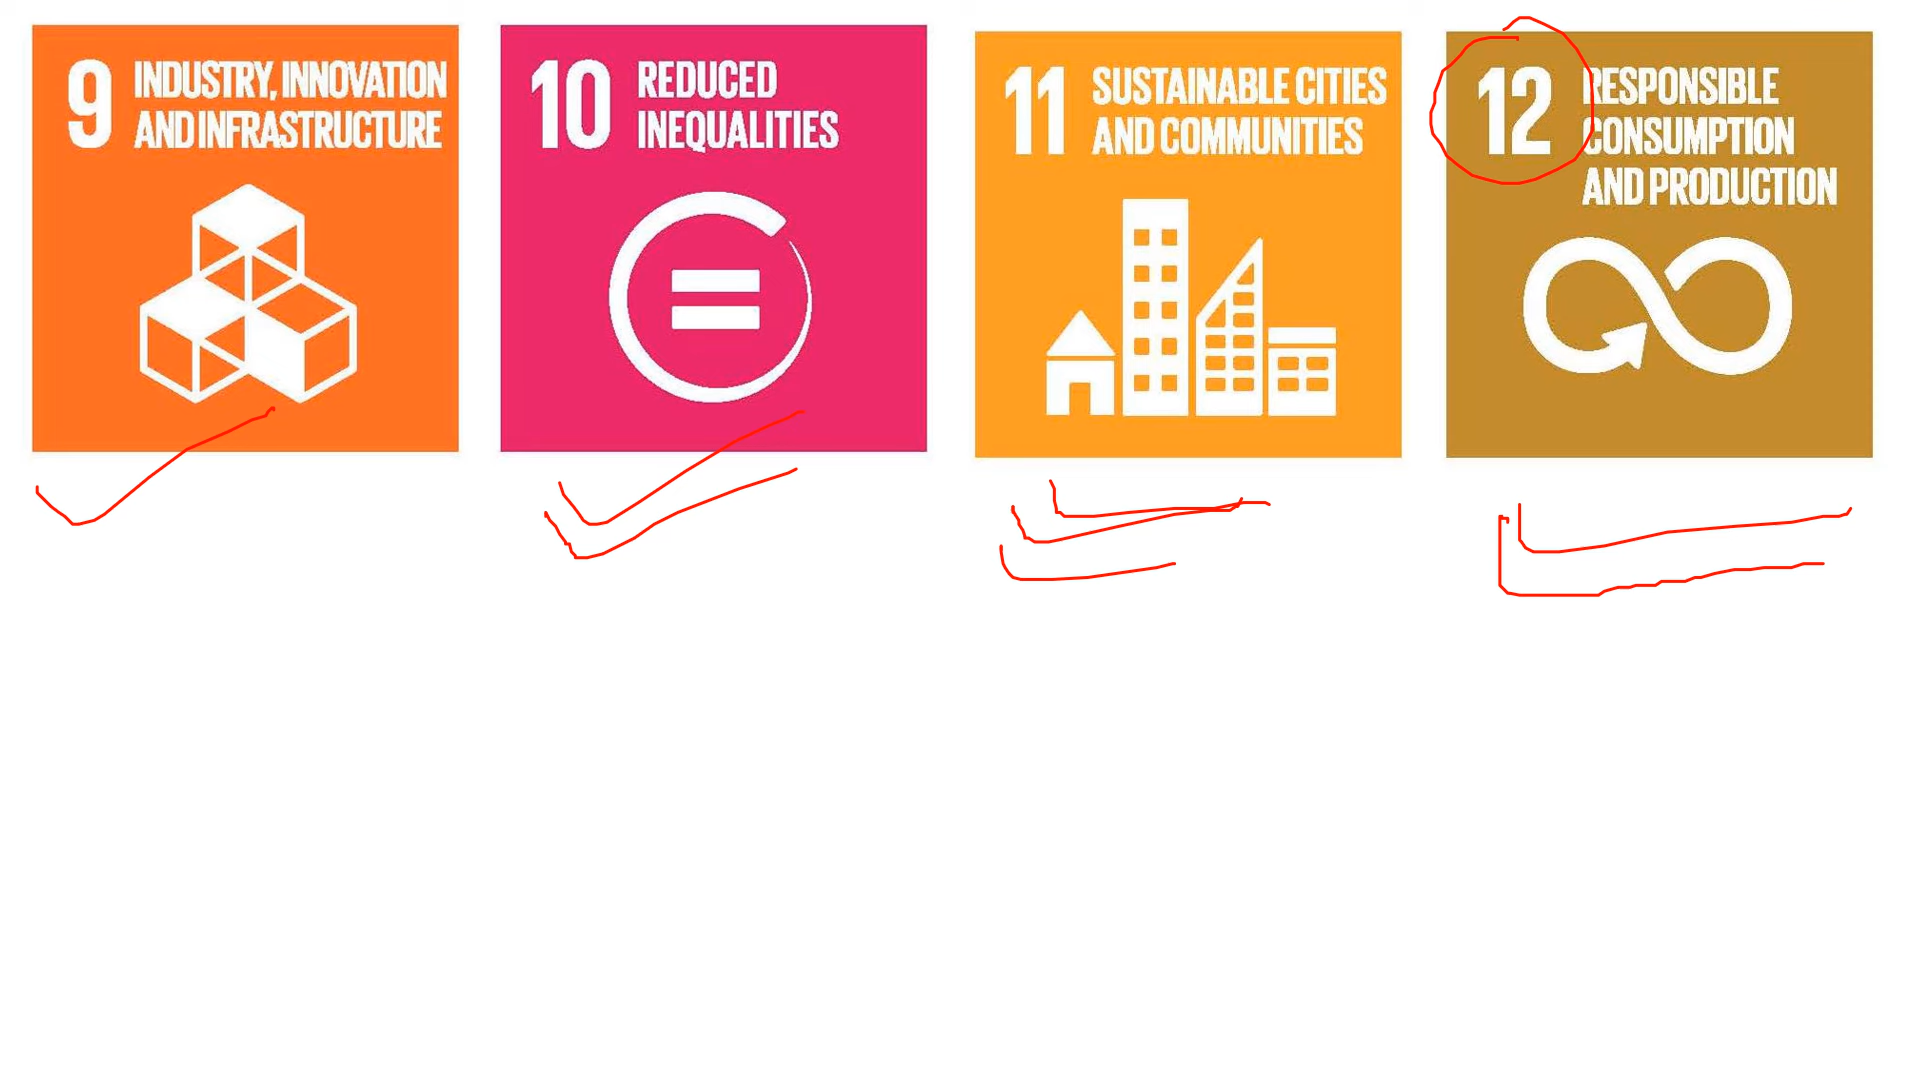 9
INDUSTRY, INNOVATION
AND INFRASTRUCTURE
10
REDUCED
INEQUALITIES
11
SUSTAINABLE CITIES
AND COMMUNITIES
12
RESPONSIBLE
CONSUMPTION
AND PRODUCTION